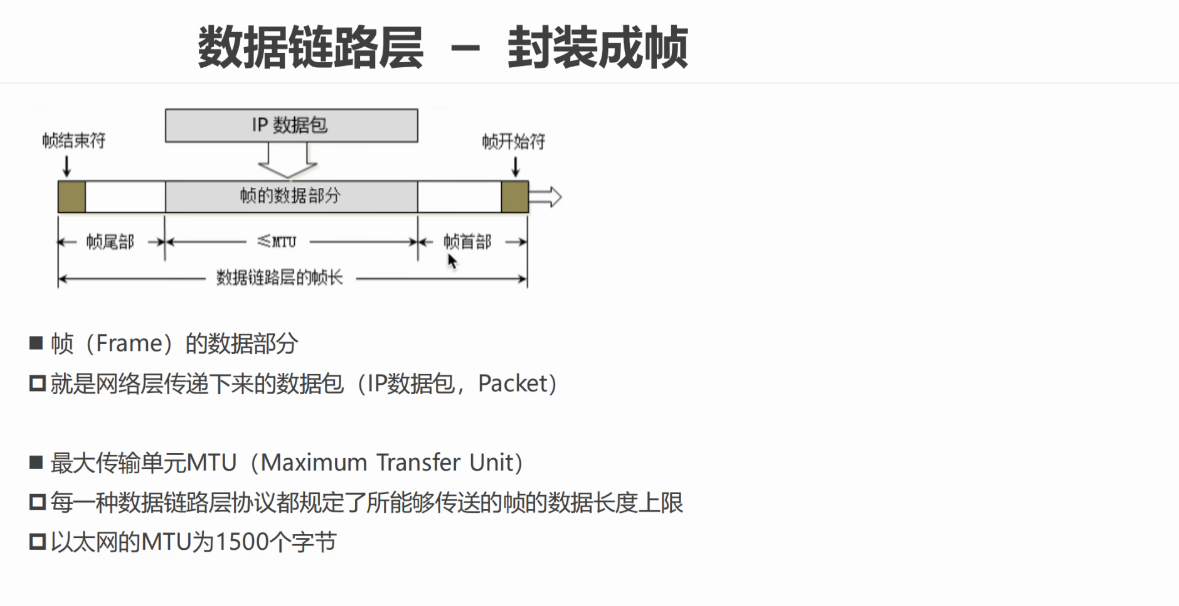 数据链路层 – 封装成帧
IP 数据包
帧结束符
帧开始符
帧的数据部分
帧尾部
≤MTU
帧首部
数据链路层的帧长
■ 帧（Frame）的数据部分
就是网络层传递下来的数据包（IP数据包，Packet）
■ 最大传输单元MTU（Maximum Transfer Unit）
每一种数据链路层协议都规定了所能够传送的帧的数据长度上限
以太网的MTU为1500个字节